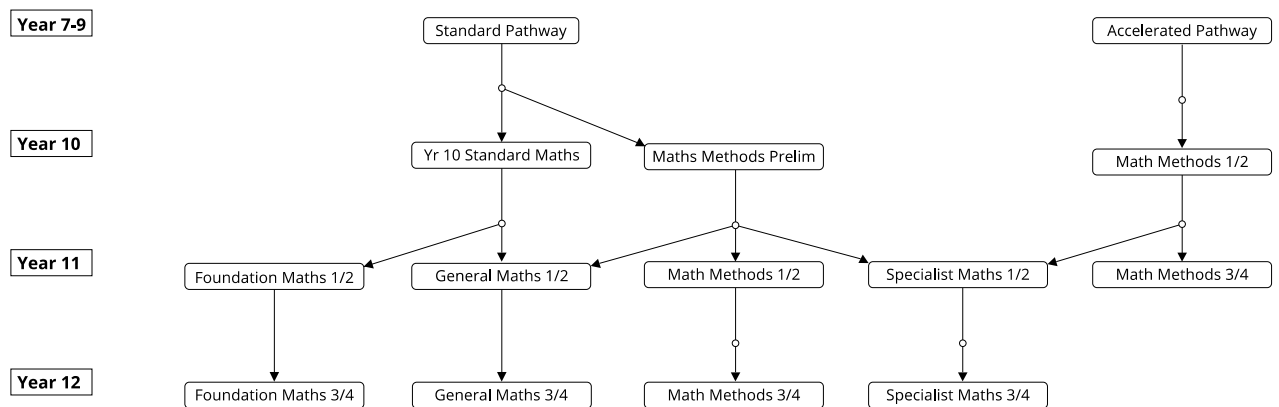 Year 7-9
Standard Pathway
Accelerated Pathway
Year 10
Yr 10 Standard Maths
Maths Methods Prelim
Math Methods 1/2
Year 11
Foundation Maths 1/2
General Maths 1/2
Math Methods 1/2
Specialist Maths 1/2
Math Methods 3/4
Year 12
Foundation Maths 3/4
General Maths 3/4
Math Methods 3/4
Specialist Maths 3/4